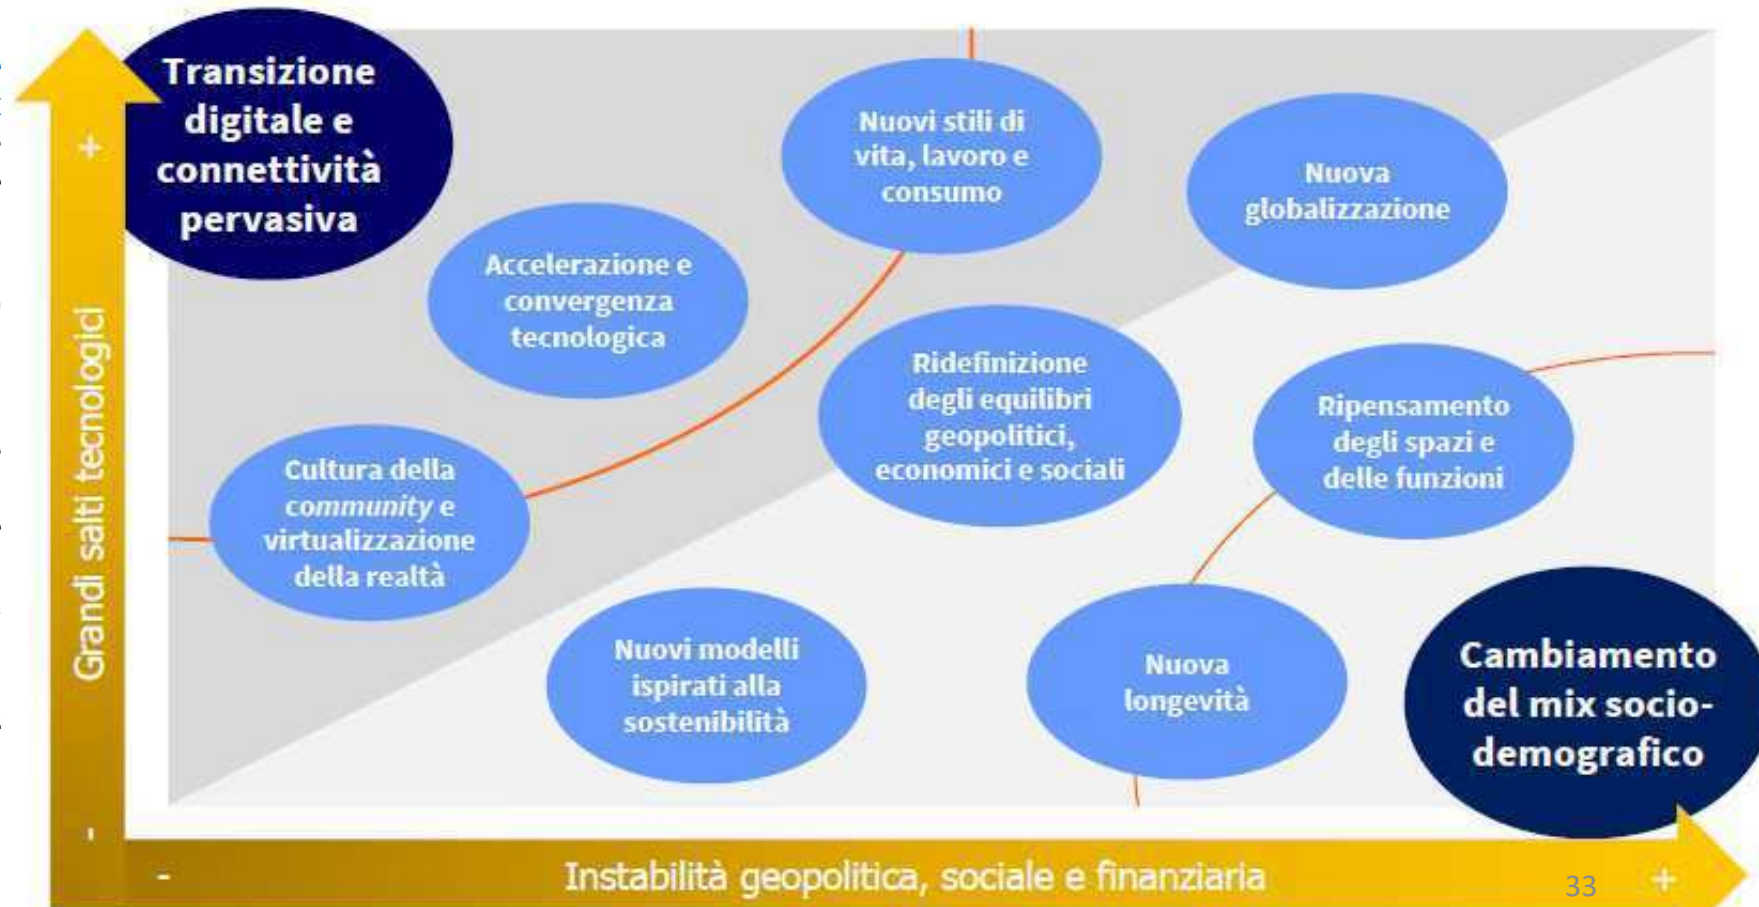 Transizione
digitale e
connettività
pervasiva
Nuovi stili di
vita, lavoro e
consumo
Nuova
globalizzazione
Accelerazione e
convergenza
tecnologica
Ridefinizione
degli equilibri
geopolitici,
economici e sociali
Ripensamento
degli spazi e
delle funzioni
Cultura della
community e
virtualizzazione
della realtà
Nuovi modelli
ispirati alla
sostenibilità
Nuova
longevità
Cambiamento
del mix socio-
demografico
+
Grandi salti tecnologici
-
-
Instabilità geopolitica, sociale e finanziaria
33
+